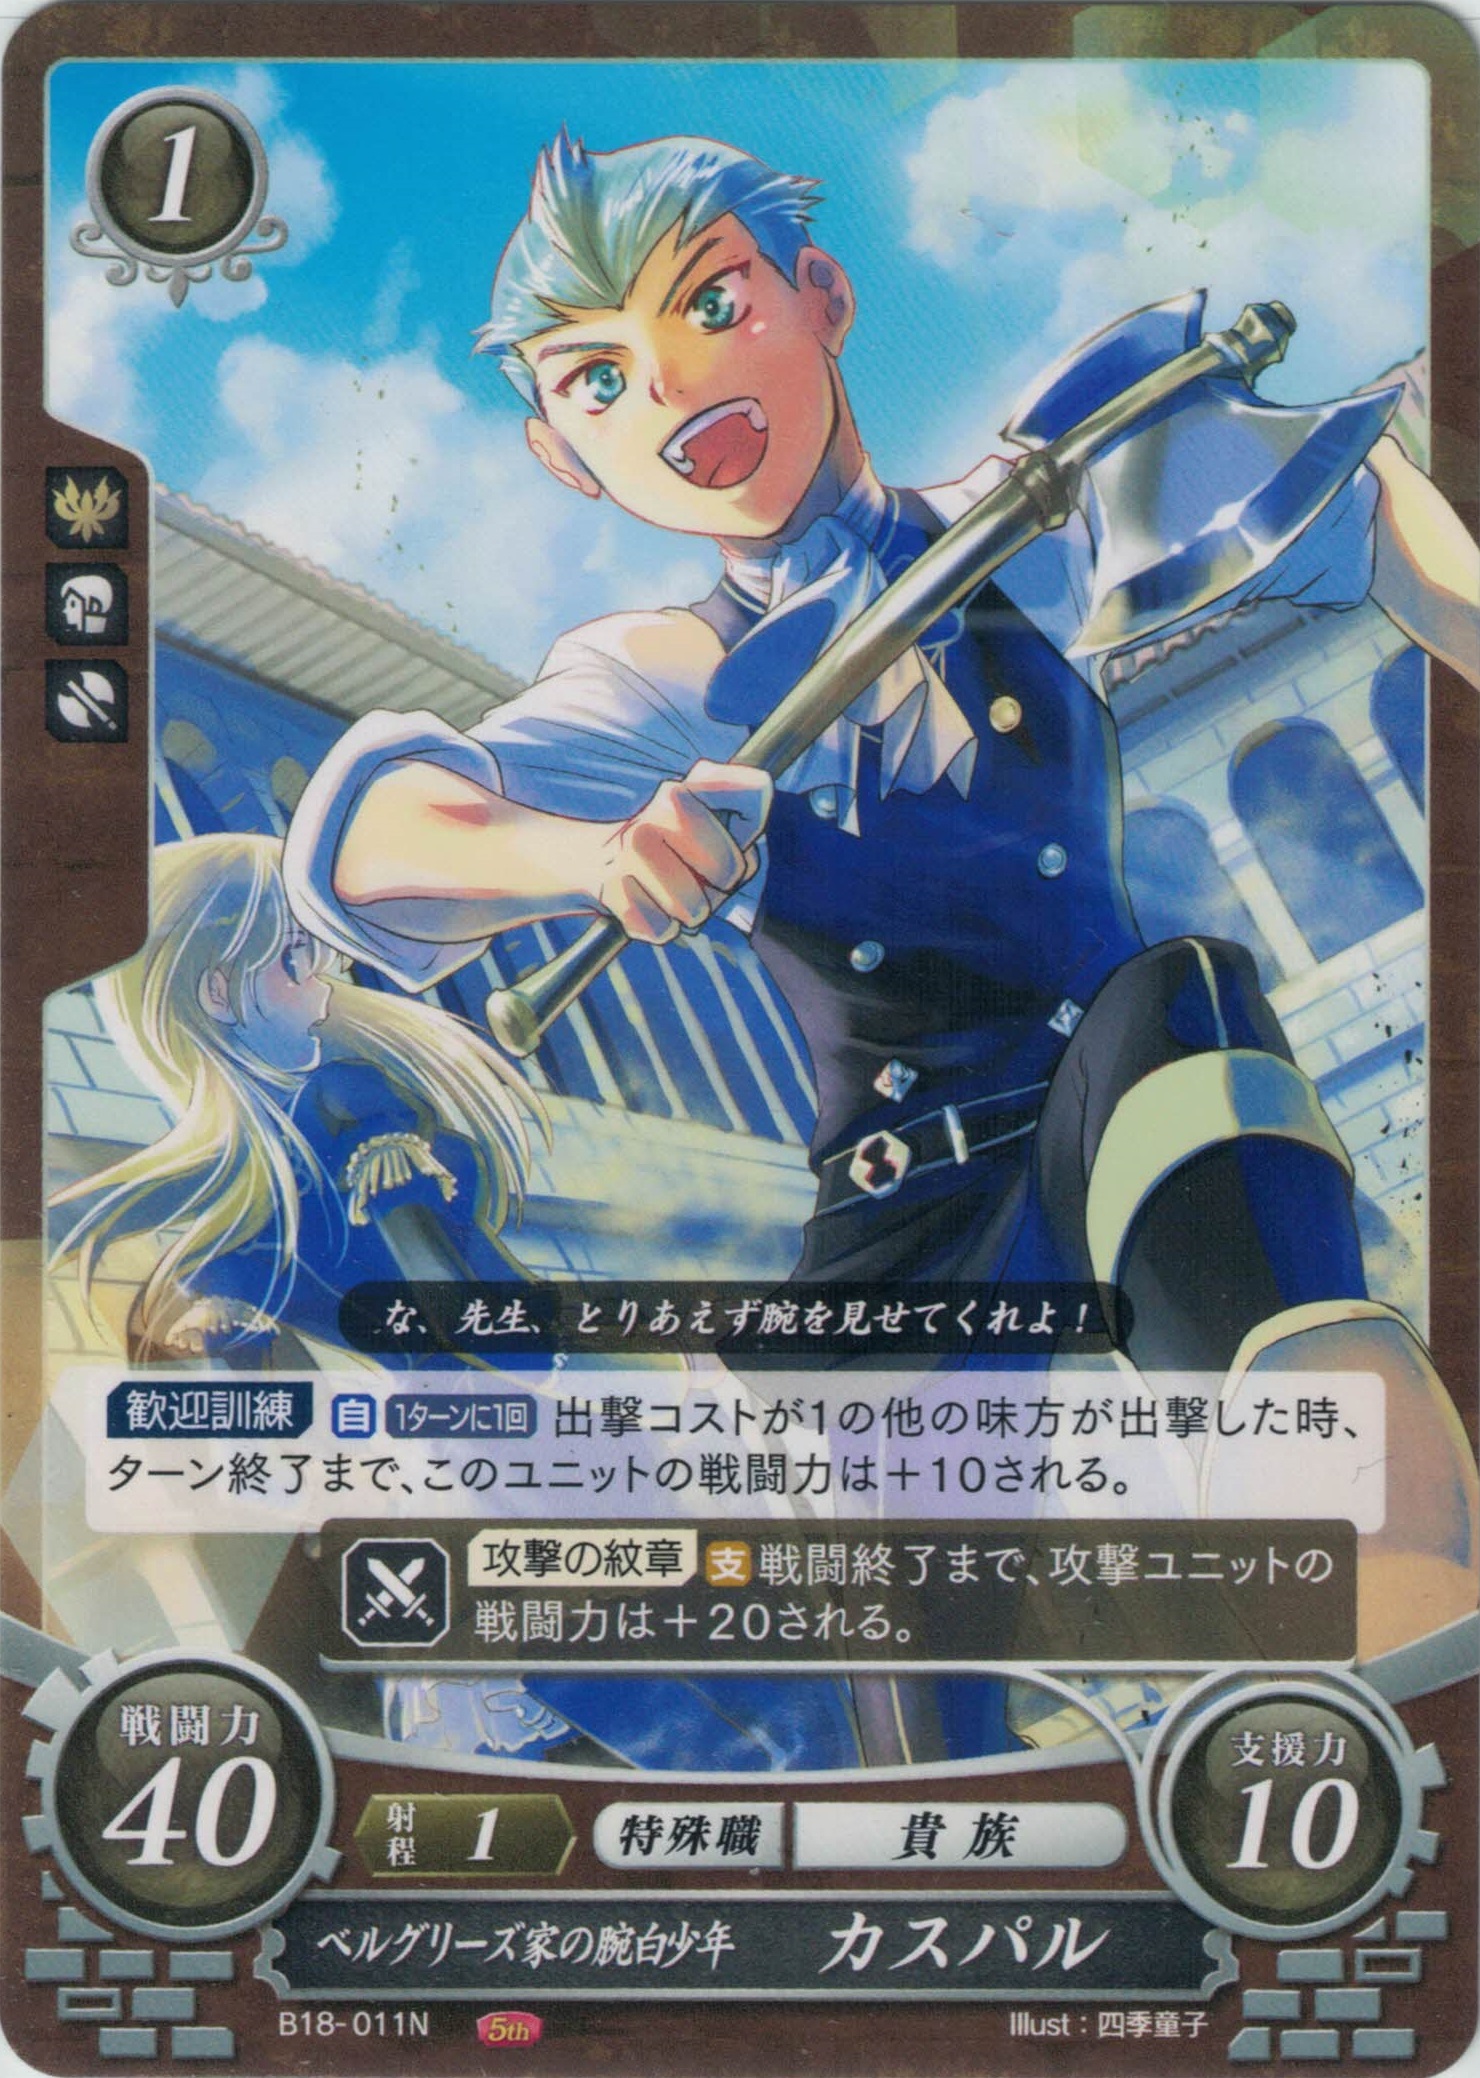 1
な、先生、とりあえず腕を見せてくれよ！
歓迎訓練 自 1ターンに1回 出撃コストが1の他の味方が出撃した時、
ターン終了まで、このユニットの戦闘力は＋10される。
攻撃の紋章 支 戦闘終了まで、攻撃ユニットの
戦闘力は＋20される。
戦闘力
40
射程 1
特殊職 貴族
支援力
10
ベルグリーズ家の腕白少年 カスパル
B18-011N 5th Illust：四季童子